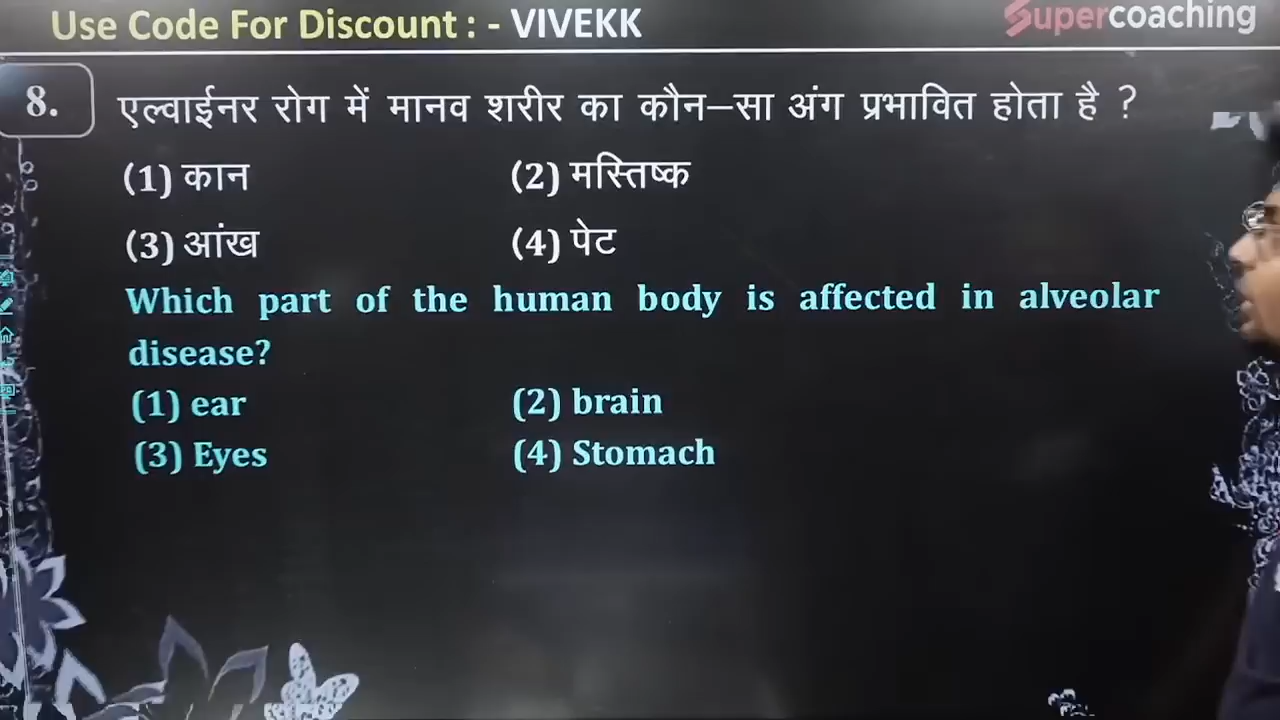 Use Code For Discount : - VIVEKK
Supercoaching
8.
एल्वाईनर रोग में मानव शरीर का कौन–सा अंग प्रभावित होता है ?
(1) कान (2) मस्तिष्क
(3) आंख (4) पेट
Which part of the human body is affected in alveolar
disease?
(1) ear (2) brain
(3) Eyes (4) Stomach